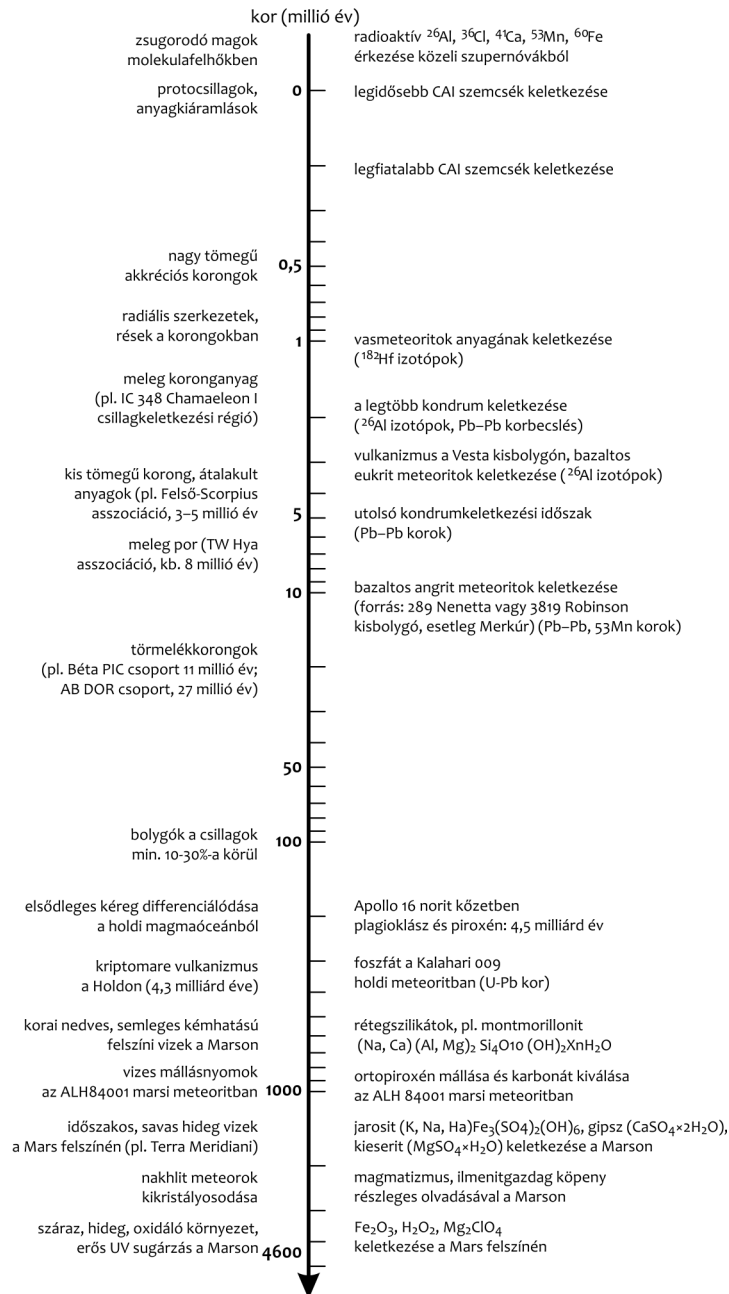 kor (millió év)
zsugorodó magok
molekulafelhőkben
radioaktív ²⁶Al, ³⁶Cl, ⁴¹Ca, ⁵³Mn, ⁶⁰Fe
érkezése közeli szupernóvákból
protocsillagok,
anyagkiáramlások
0
legidősebb CAI szemcsék keletkezése
legfiatalabb CAI szemcsék keletkezése
nagy tömegű
akkréciós korongok
0,5
radiális szerkezetek,
rések a korongokban
1
vasmeteoritok anyagának keletkezése
(¹⁸²Hf izotópok)
meleg koronganyag
(pl. IC 348 Chamaeleon I
csillagkeletkezési régió)
a legtöbb kondrum keletkezése
(²⁶Al izotópok, Pb–Pb korbecslés)
vulkanizmus a Vesta kisbolygón, bazaltos
eukrit meteoritok keletkezése (²⁶Al izotópok)
kis tömegű korong, átalakult
anyagok (pl. Felső-Scorpius
asszociáció, 3–5 millió év
5
utolsó kondrumkeletkezési időszak
(Pb–Pb korok)
meleg por (TW Hya
asszociáció, kb. 8 millió év)
10
bazaltos angrit meteoritok keletkezése
(forrás: 289 Nenetta vagy 3819 Robinson
kisbolygó, esetleg Merkúr) (Pb–Pb, 53Mn korok)
törmelékkorongok
(pl. Béta PIC csoport 11 millió év;
AB DOR csoport, 27 millió év)
50
bolygók a csillagok
min. 10-30%-a körül
100
elsődleges kéreg differenciálódása
a holdi magmaóceánból
Apollo 16 norit kőzetben
plagioklász és piroxén: 4,5 milliárd év
kriptomare vulkanizmus
a Holdon (4,3 milliárd éve)
foszfát a Kalahari 009
holdi meteoritban (U-Pb kor)
korai nedves, semleges kémhatású
felszíni vizek a Marson
rétegszilikátok, pl. montmorillonit
(Na, Ca) (Al, Mg)₂ Si₄O10 (OH)₂XnH₂O
vizes mállásnyomok
az ALH84001 marsi meteoritban
1000
ortopiroxén mállása és karbonát kiválása
az ALH 84001 marsi meteoritban
időszakos, savas hideg vizek
a Mars felszínén (pl. Terra Meridiani)
jarosit (K, Na, Ha)Fe₃(SO4)₂(OH)₆, gipsz (CaSO₄×2H₂O),
kieserit (MgSO₄×H₂O) keletkezése a Marson
nakhlit meteorok
kikristályosodása
magmatizmus, ilmenitgazdag köpeny
részleges olvadásával a Marson
száraz, hideg, oxidáló környezet,
erős UV sugárzás a Marson
4600
Fe₂O₃, H₂O₂, Mg₂ClO₄
keletkezése a Mars felszínén